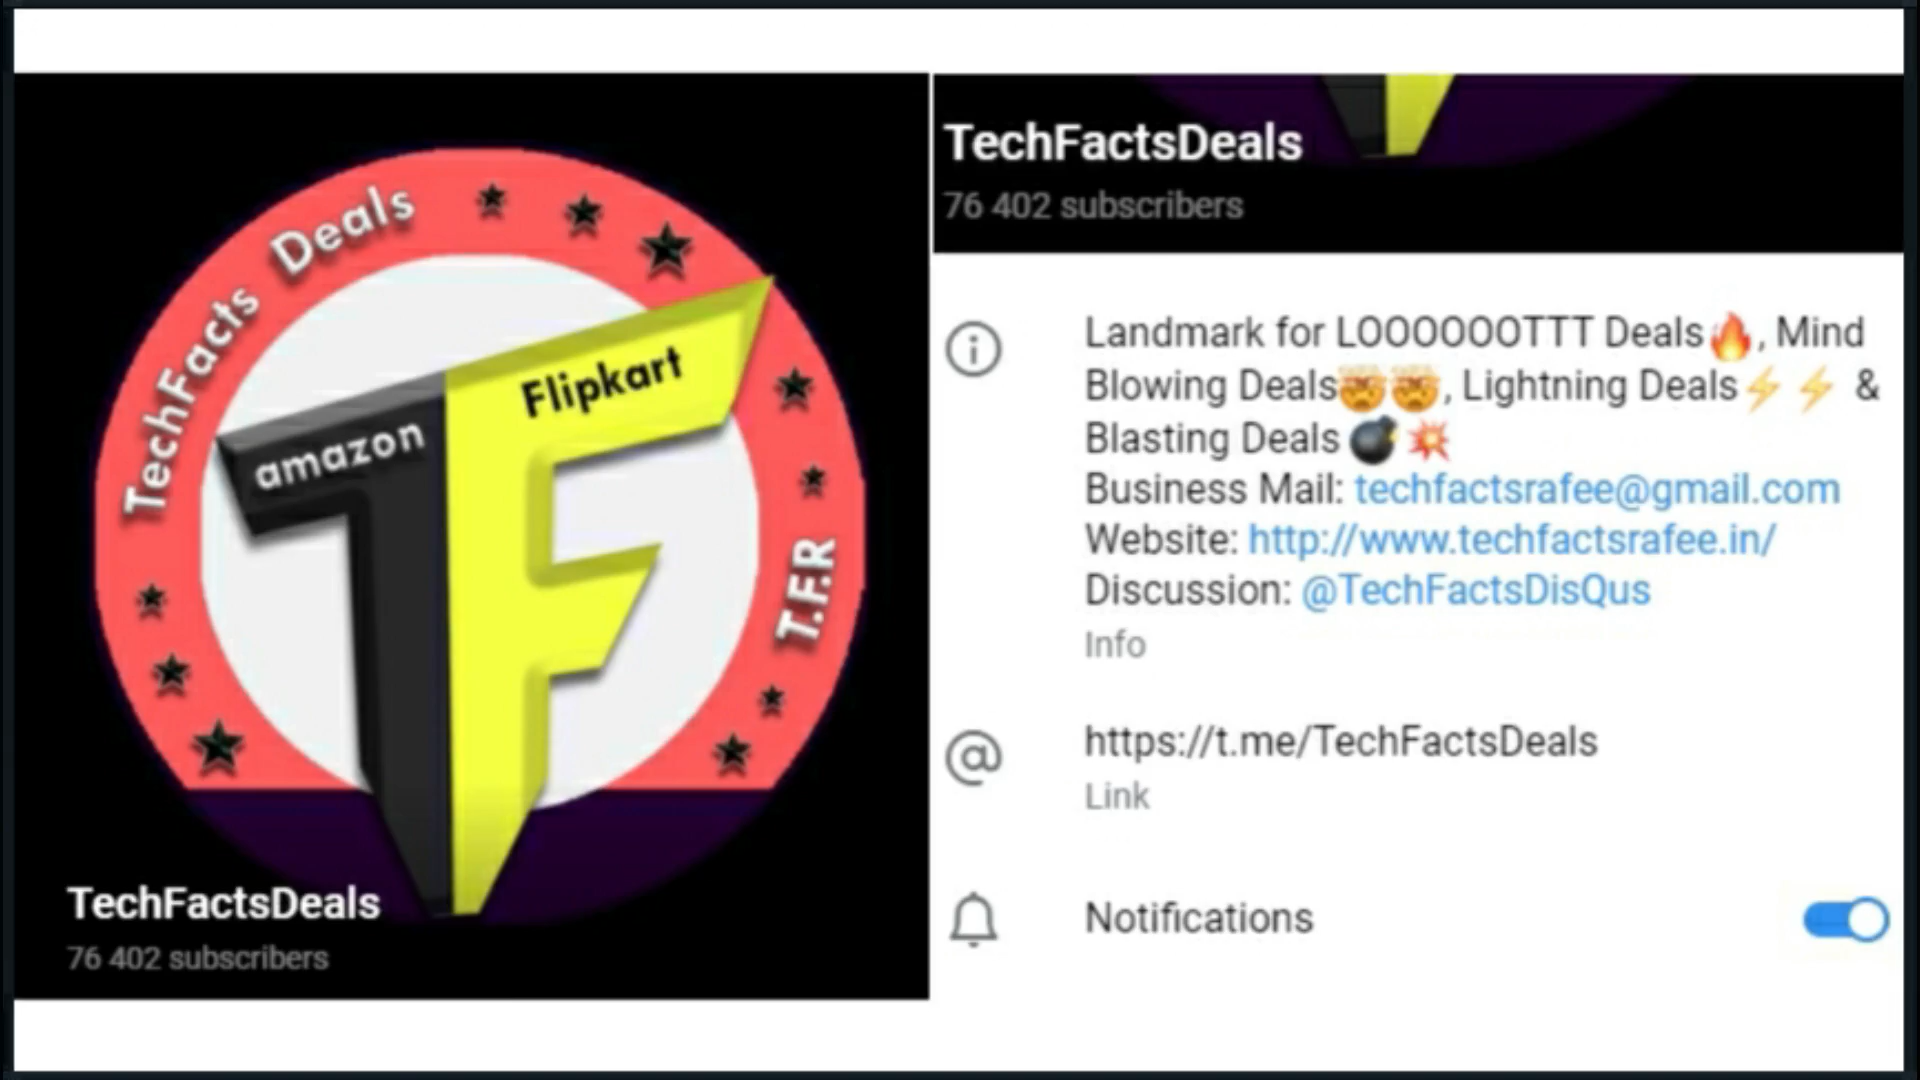 TechFacts Deals
amazon
Flipkart
T.F.R
TechFactsDeals
76 402 subscribers
TechFactsDeals
76 402 subscribers
Landmark for LOOOOOOTTT Deals🔥, Mind
Blowing Deals🤯🤯, Lightning Deals⚡⚡ &
Blasting Deals 💣💥
Business Mail: techfactsrafee@gmail.com
Website: http://www.techfactsrafee.in/
Discussion: @TechFactsDisQus
Info
https://t.me/TechFactsDeals
Link
Notifications